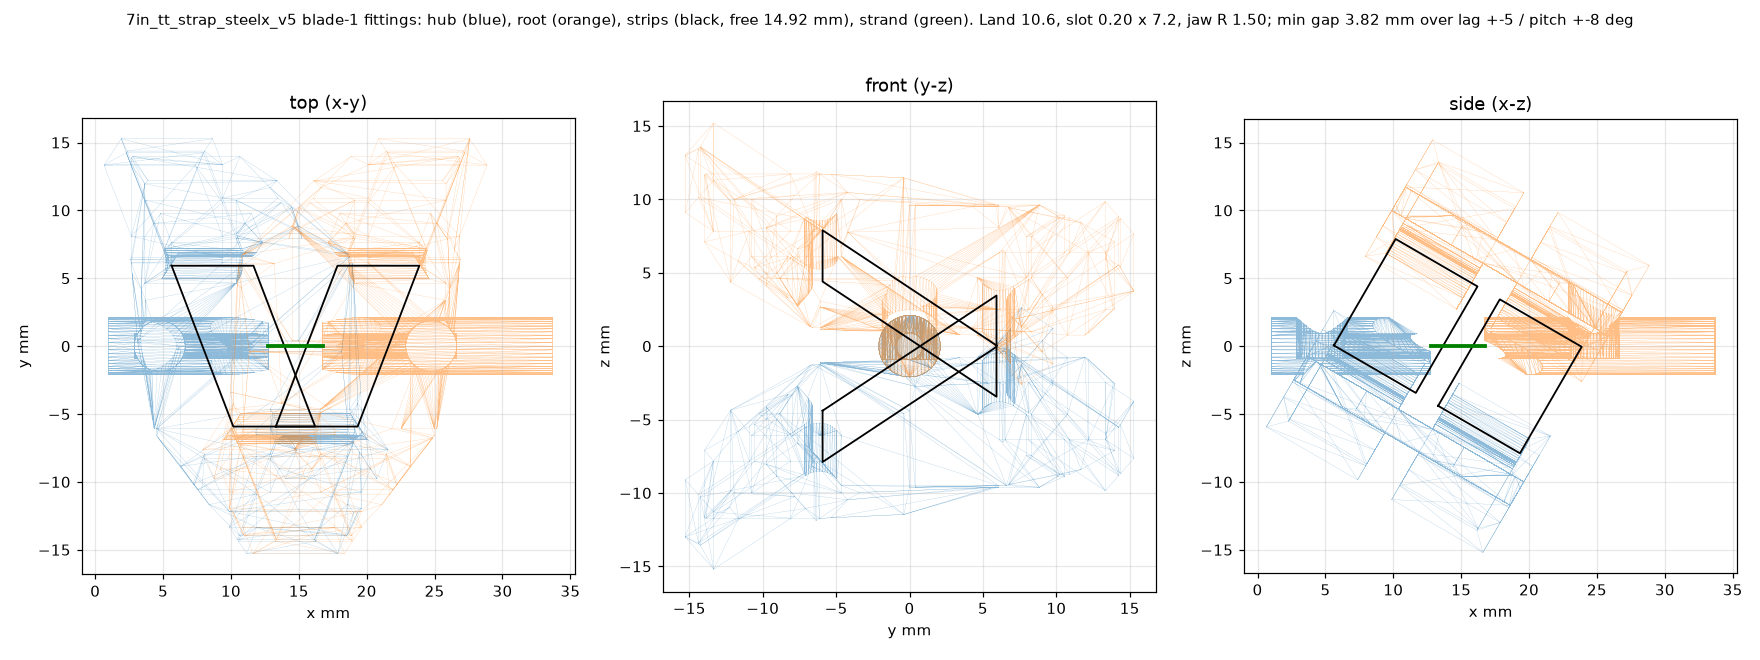 7in_tt_strap_steelx_v5 blade-1 fittings: hub (blue), root (orange), strips (black, free 14.92 mm), strand (green). Land 10.6, slot 0.20 x 7.2, jaw R 1.50; min gap 3.82 mm over lag +-5 / pitch +-8 deg
top (x-y)
y mm
15
10
5
0
−5
−10
−15
0 5 10 15 20 25 30 35
x mm
front (y-z)
z mm
15
10
5
0
−5
−10
−15
−15 −10 −5 0 5 10 15
y mm
side (x-z)
z mm
15
10
5
0
−5
−10
−15
0 5 10 15 20 25 30 35
x mm